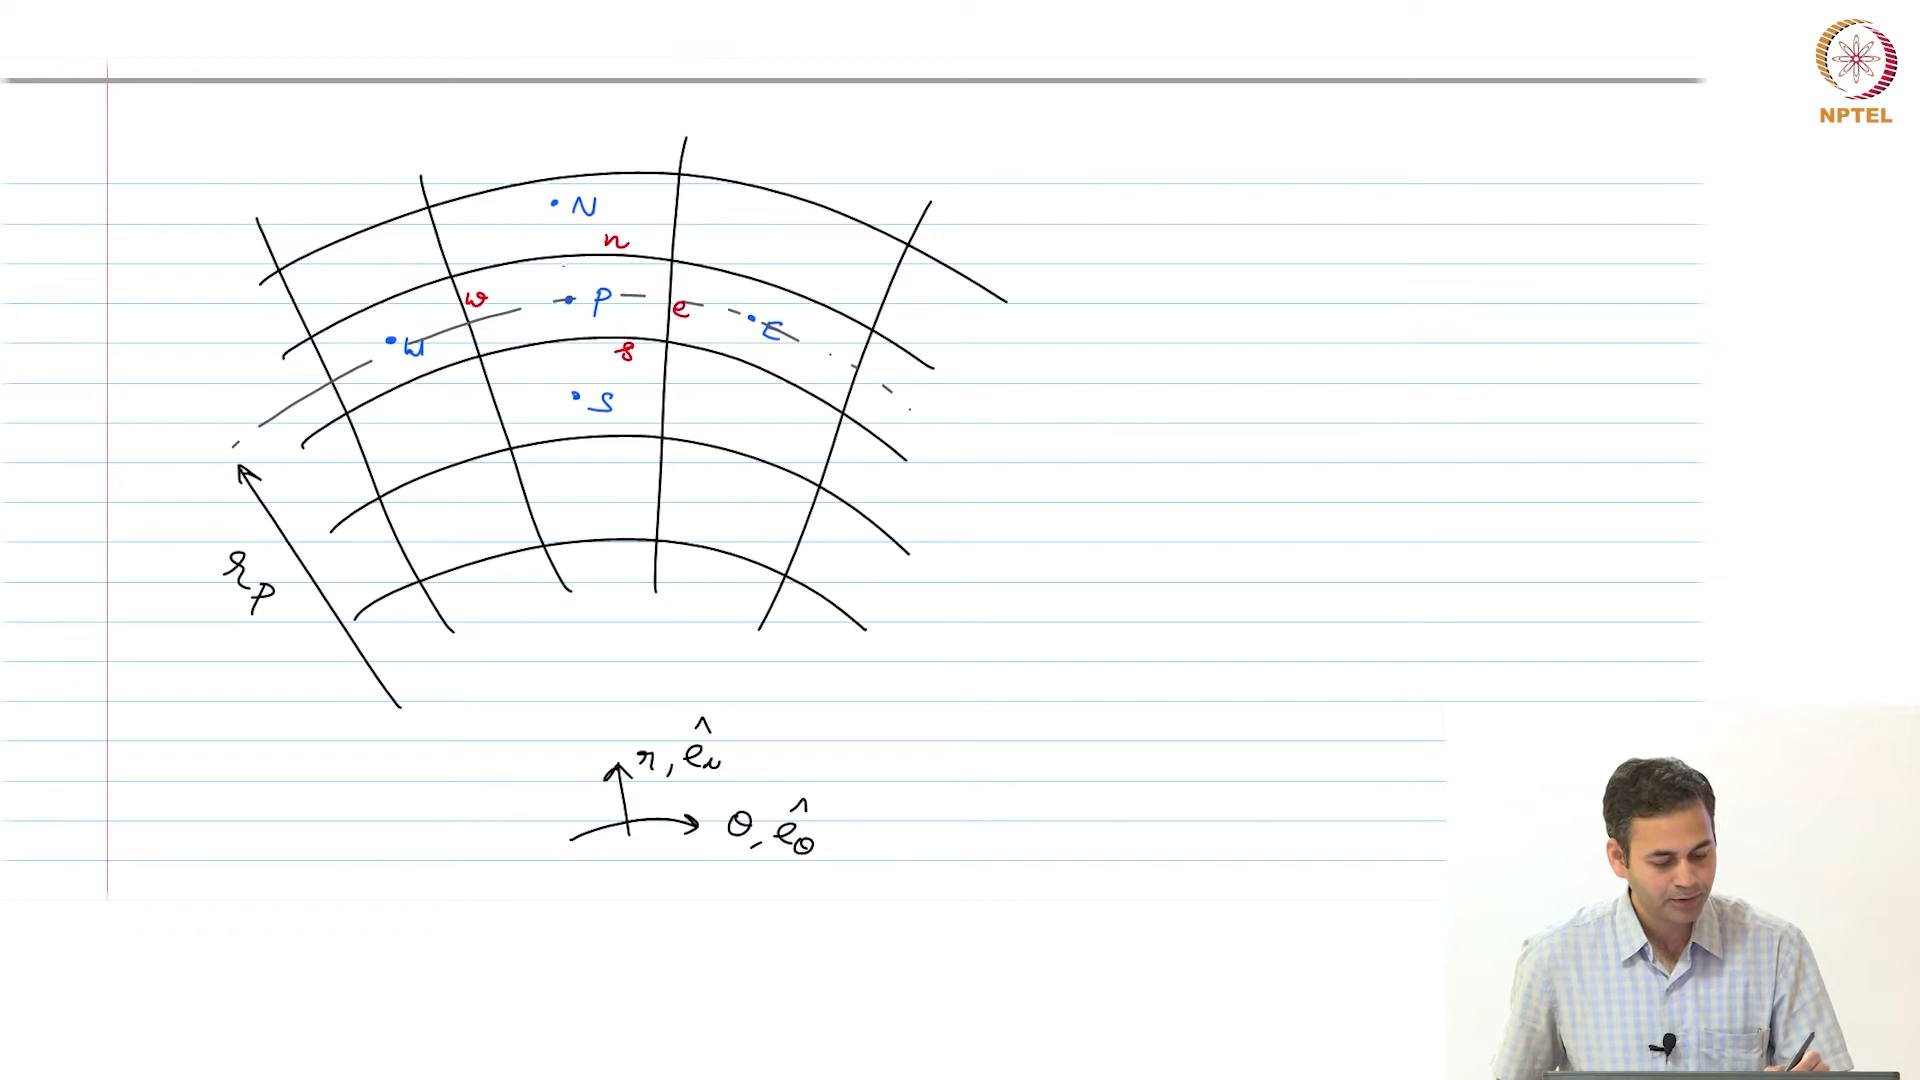 NPTEL
N
n
w P e E
W
s
S
r_P
r, ê_r
θ, ê_θ